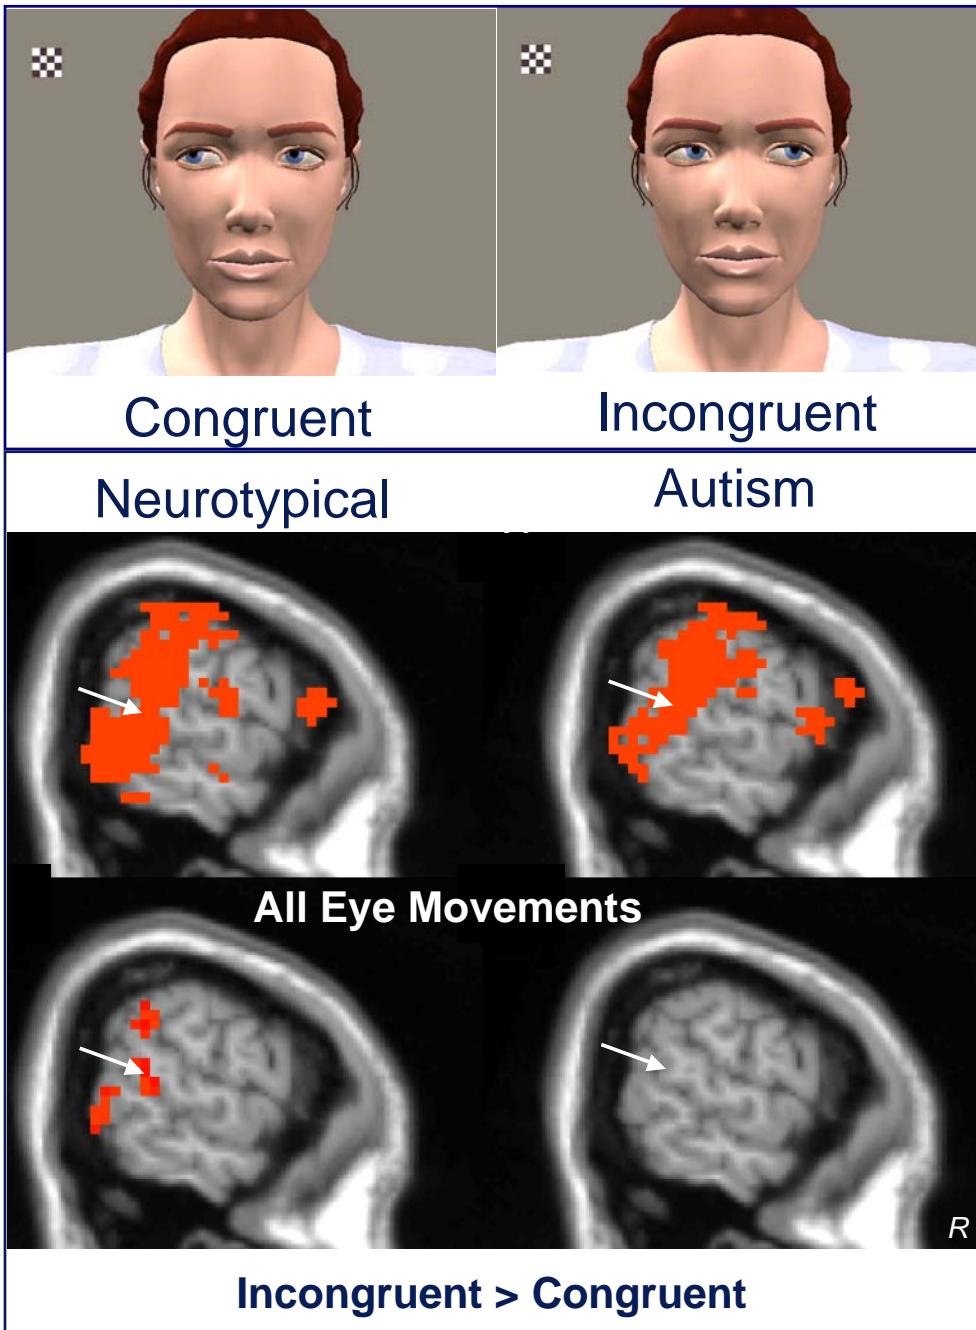 Congruent
Incongruent
Neurotypical
Autism
All Eye Movements
R
Incongruent > Congruent